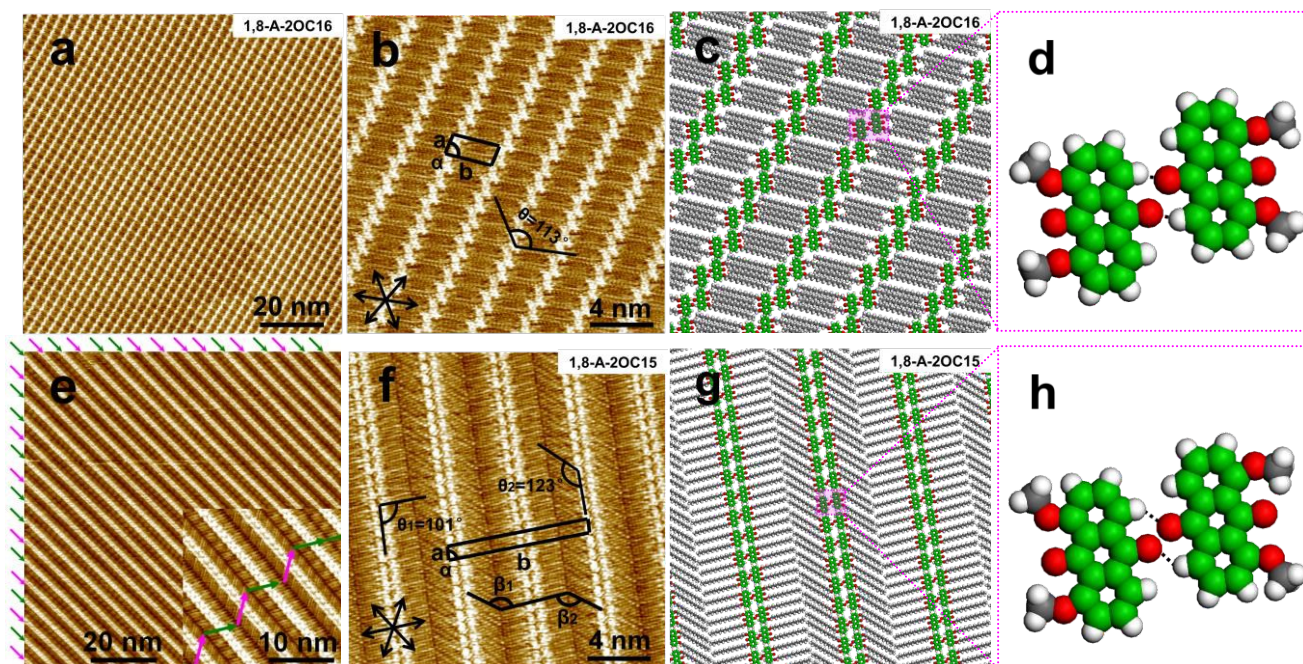 a
1,8-A-2OC16
20 nm
b
1,8-A-2OC16
a
α
b
θ=113°
4 nm
c
1,8-A-2OC16
d
e
20 nm
10 nm
f
1,8-A-2OC15
θ1=101°
θ2=123°
a
α
b
β1
β2
4 nm
g
1,8-A-2OC15
h